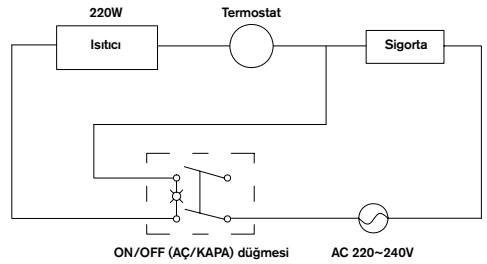 220W
Termostat
Isıtıcı
Sigorta
ON/OFF (AÇ/KAPA) düğmesi
AC 220~240V